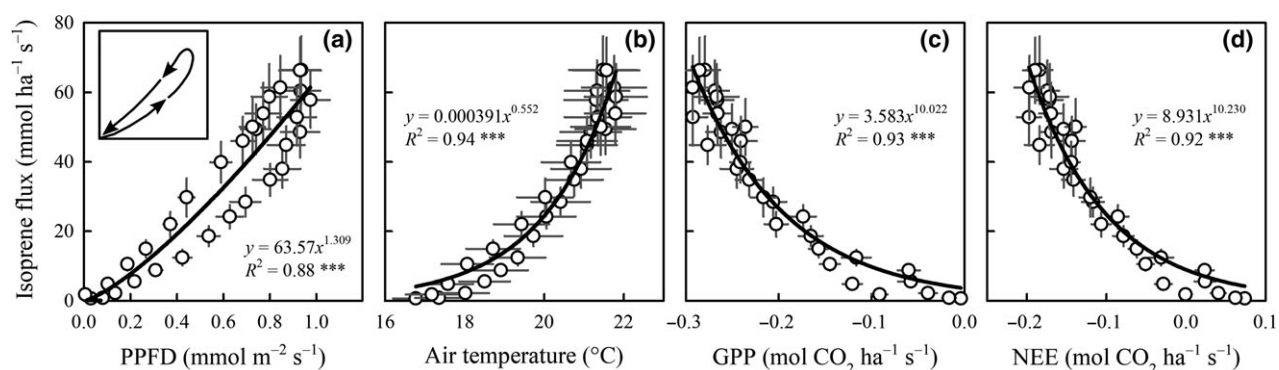 80
60
40
20
0
Isoprene flux (mmol ha⁻¹ s⁻¹)
(a)
y = 63.57x^1.309
R² = 0.88 ***
0.0 0.2 0.4 0.6 0.8 1.0
PPFD (mmol m⁻² s⁻¹)
(b)
y = 0.000391x^0.552
R² = 0.94 ***
16 18 20 22
Air temperature (°C)
(c)
y = 3.583x^10.022
R² = 0.93 ***
−0.3 −0.2 −0.1 0.0
GPP (mol CO₂ ha⁻¹ s⁻¹)
(d)
y = 8.931x^10.230
R² = 0.92 ***
−0.2 −0.1 0.0 0.1
NEE (mol CO₂ ha⁻¹ s⁻¹)